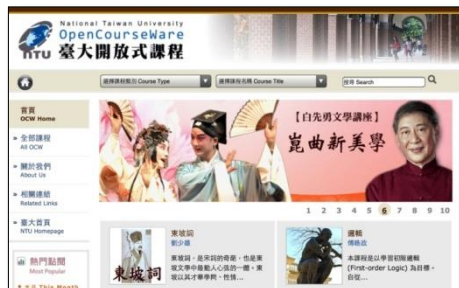 National Taiwan University
OpenCourseWare
NTU 臺大開放式課程
選擇課程類別 Course Type
選擇課程名稱 Course Title
搜尋 Search
首頁
OCW Home
全部課程
All OCW
關於我們
About Us
相關連結
Related Links
臺大首頁
NTU Homepage
熱門點閱
Most Popular
This Month
【白先勇文學講座】
崑曲新美學
1 2 3 4 5 6 7 8 9 10
東坡詞
東坡詞
劉少雄
東坡詞，是宋詞的奇葩，也是東
坡文學中最動人心弦的一體。東
坡以其才華學問、性情...
邏輯
傅皓政
本課程是以學習初階邏輯
(First-order Logic) 為目標。
自從...